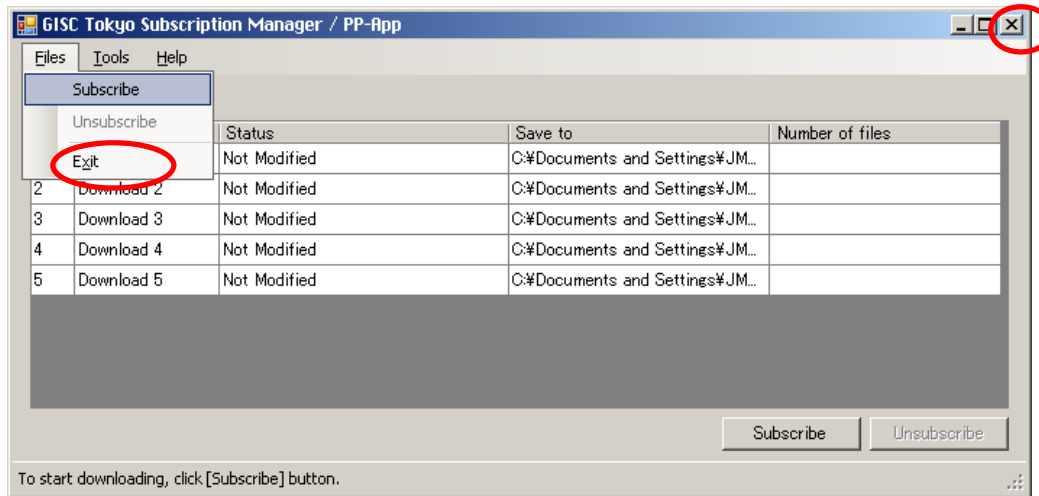 GISC Tokyo Subscription Manager / PP-App
Files Tools Help
Subscribe
Unsubscribe
Exit
Status Save to Number of files
Not Modified C:¥Documents and Settings¥JM...
2 Download 2 Not Modified C:¥Documents and Settings¥JM...
3 Download 3 Not Modified C:¥Documents and Settings¥JM...
4 Download 4 Not Modified C:¥Documents and Settings¥JM...
5 Download 5 Not Modified C:¥Documents and Settings¥JM...
Subscribe Unsubscribe
To start downloading, click [Subscribe] button.